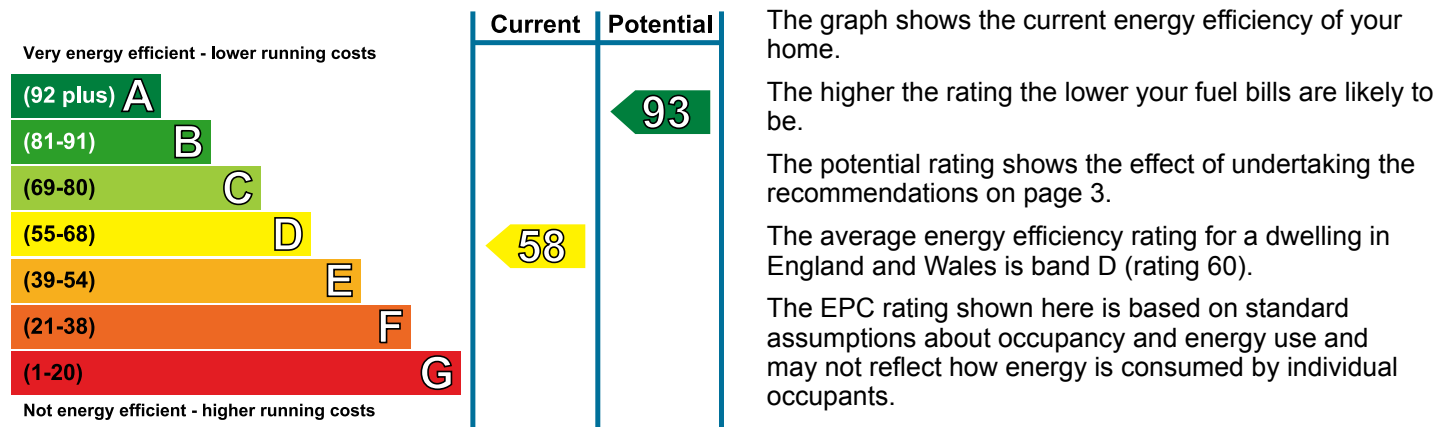 Current Potential
Very energy efficient - lower running costs
(92 plus) A
(81-91) B
(69-80) C
(55-68) D
(39-54) E
(21-38) F
(1-20) G
Not energy efficient - higher running costs
93
58
The graph shows the current energy efficiency of your
home.
The higher the rating the lower your fuel bills are likely to
be.
The potential rating shows the effect of undertaking the
recommendations on page 3.
The average energy efficiency rating for a dwelling in
England and Wales is band D (rating 60).
The EPC rating shown here is based on standard
assumptions about occupancy and energy use and
may not reflect how energy is consumed by individual
occupants.